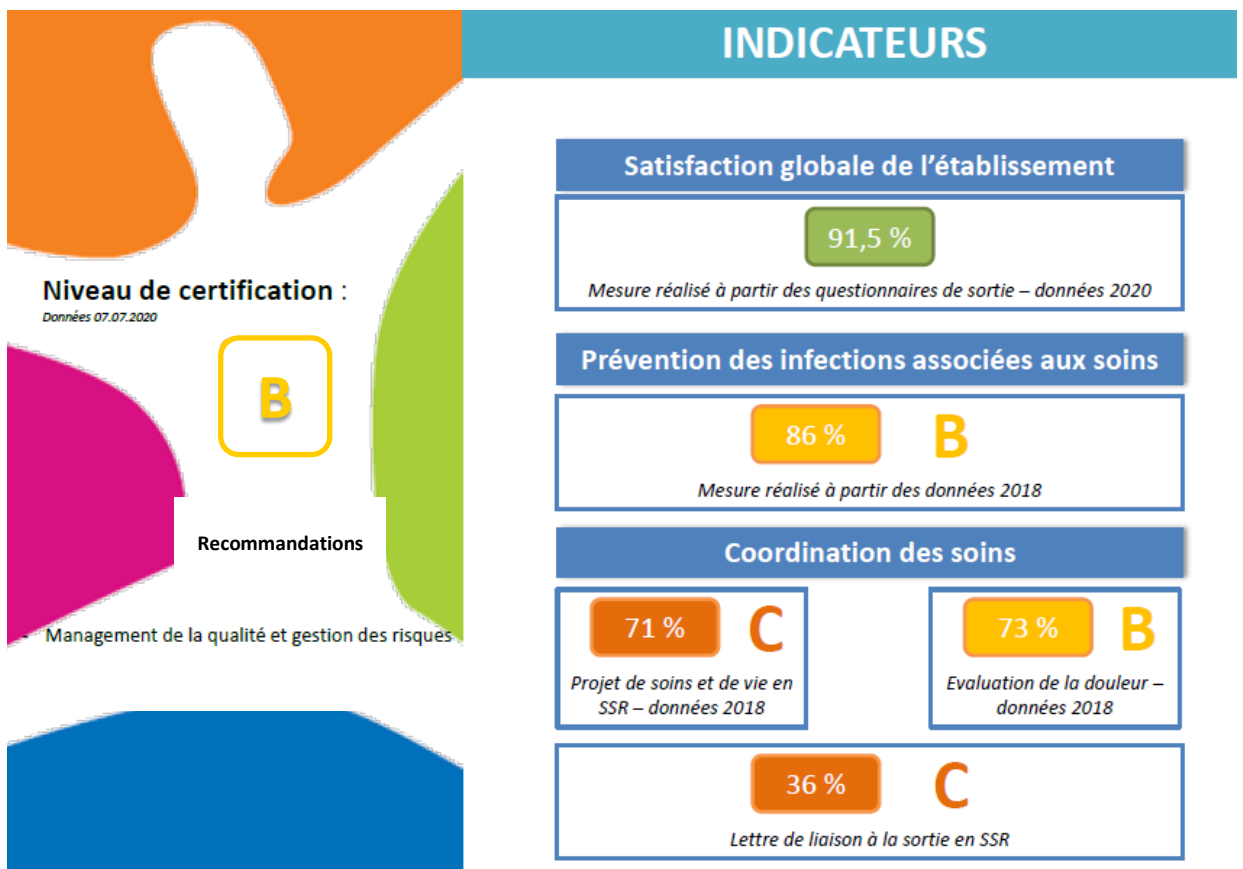 Niveau de certification :
Données 07.07.2020
B
Recommandations
- Management de la qualité et gestion des risques
INDICATEURS
Satisfaction globale de l'établissement
91,5 %
Mesure réalisé à partir des questionnaires de sortie – données 2020
Prévention des infections associées aux soins
86 % B
Mesure réalisé à partir des données 2018
Coordination des soins
71 % C
Projet de soins et de vie en
SSR – données 2018
73 % B
Evaluation de la douleur –
données 2018
36 % C
Lettre de liaison à la sortie en SSR